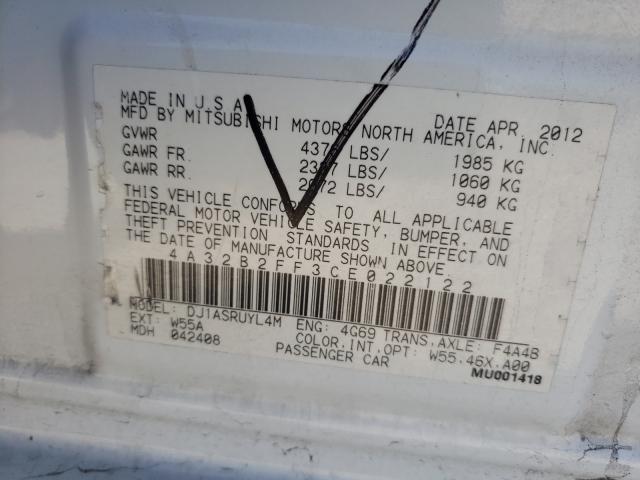 MADE IN U.S.A. DATE APR 2012
MFD BY MITSUBISHI MOTORS NORTH AMERICA, INC.
GVWR 4376 LBS/ 1985 KG
GAWR FR. 2337 LBS/ 1060 KG
GAWR RR. 2072 LBS/ 940 KG
THIS VEHICLE CONFORMS TO ALL APPLICABLE
FEDERAL MOTOR VEHICLE SAFETY, BUMPER, AND
THEFT PREVENTION STANDARDS IN EFFECT ON
THE DATE OF MANUFACTURE SHOWN ABOVE.
4A32B2FF3CE022122
MODEL: DJ1ASRUYL4M ENG: 4G69 TRANS.AXLE: F4A4B
EXT: W55A COLOR,INT,OPT: W55.46X.A00
MDH 042408 PASSENGER CAR
MU001418